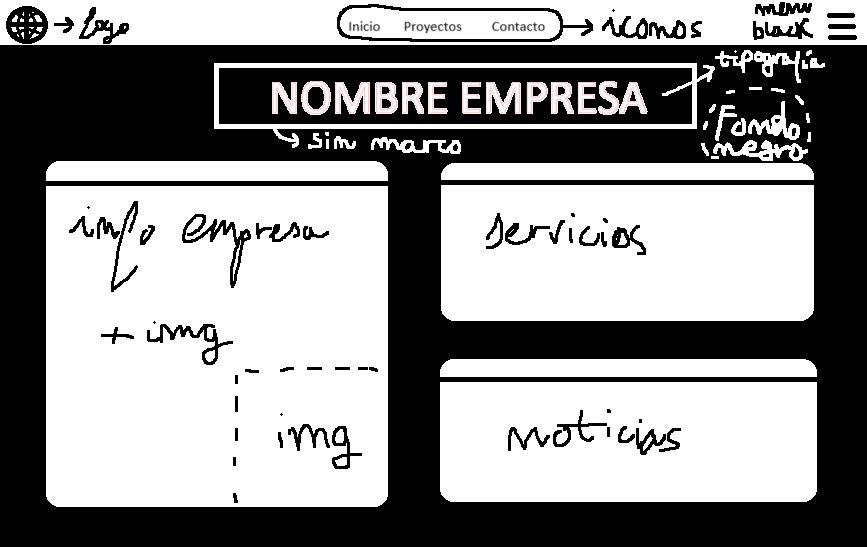 logo
Inicio Proyectos Contacto
iconos
menu
black
NOMBRE EMPRESA
tipografía
sin marco
Fondo
negro
info empresa
+ img
img
servicios
noticias